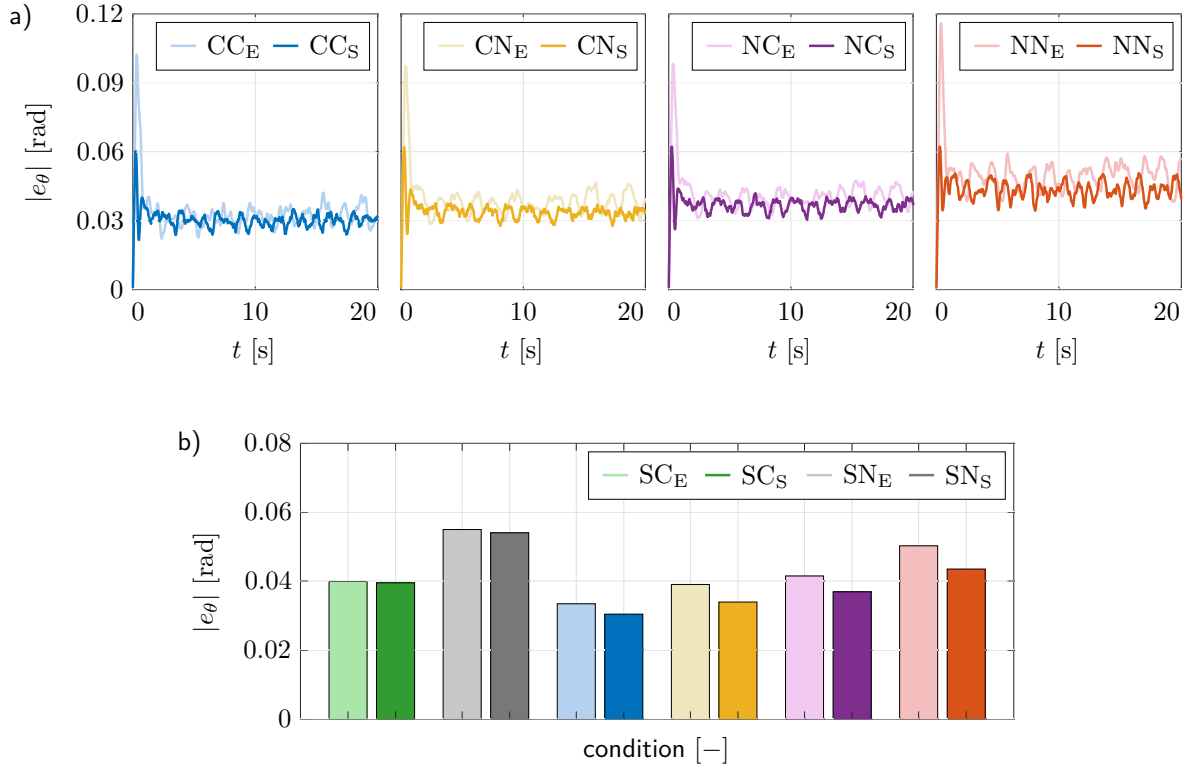 a)
0.12
0.09
0.06
0.03
0
|e_θ| [rad]
CC_E CC_S
CN_E CN_S
NC_E NC_S
NN_E NN_S
0 10 20
0 10 20
0 10 20
0 10 20
t [s]
t [s]
t [s]
t [s]
b)
0.08
0.06
0.04
0.02
0
|e_θ| [rad]
SC_E SC_S SN_E SN_S
condition [−]